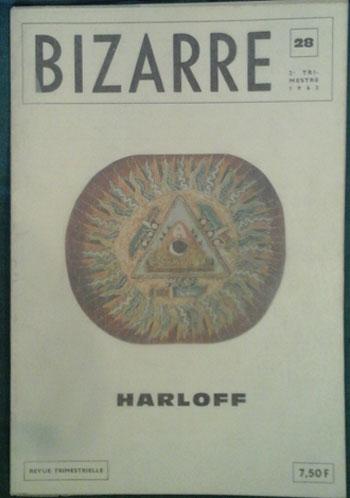 BIZARRE
28
2e TRI-
MESTRE
1963
HARLOFF
REVUE TRIMESTRIELLE
7,50 F